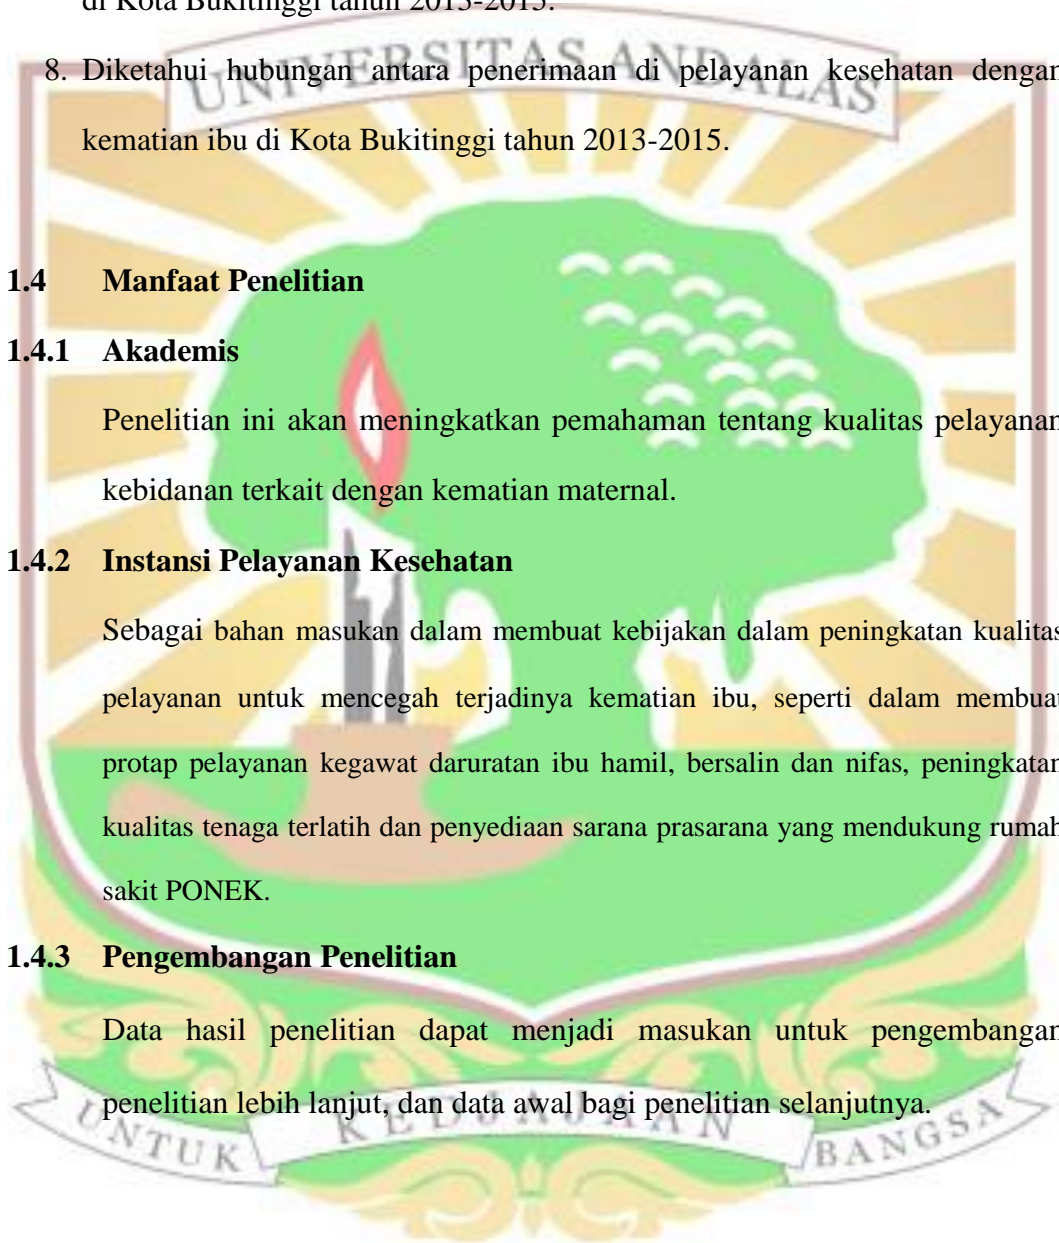 di Kota Bukitinggi tahun 2013-2015.
UNIVERSITAS ANDALAS
8. Diketahui hubungan antara penerimaan di pelayanan kesehatan dengan
kematian ibu di Kota Bukitinggi tahun 2013-2015.
1.4 Manfaat Penelitian
1.4.1 Akademis
Penelitian ini akan meningkatkan pemahaman tentang kualitas pelayanan
kebidanan terkait dengan kematian maternal.
1.4.2 Instansi Pelayanan Kesehatan
Sebagai bahan masukan dalam membuat kebijakan dalam peningkatan kualitas
pelayanan untuk mencegah terjadinya kematian ibu, seperti dalam membuat
protap pelayanan kegawat daruratan ibu hamil, bersalin dan nifas, peningkatan
kualitas tenaga terlatih dan penyediaan sarana prasarana yang mendukung rumah
sakit PONEK.
1.4.3 Pengembangan Penelitian
Data hasil penelitian dapat menjadi masukan untuk pengembangan
penelitian lebih lanjut, dan data awal bagi penelitian selanjutnya.
UNTUK KEDJAJAAN BANGSA